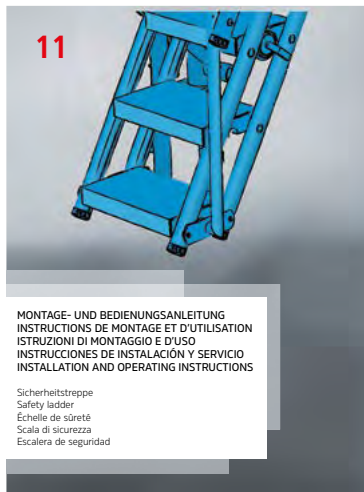 11
MONTAGE- UND BEDIENUNGSANLEITUNG
INSTRUCTIONS DE MONTAGE ET D'UTILISATION
ISTRUZIONI DI MONTAGGIO E D'USO
INSTRUCCIONES DE INSTALACIÓN Y SERVICIO
INSTALLATION AND OPERATING INSTRUCTIONS
Sicherheitstreppe
Safety ladder
Échelle de sûreté
Scala di sicurezza
Escalera de seguridad